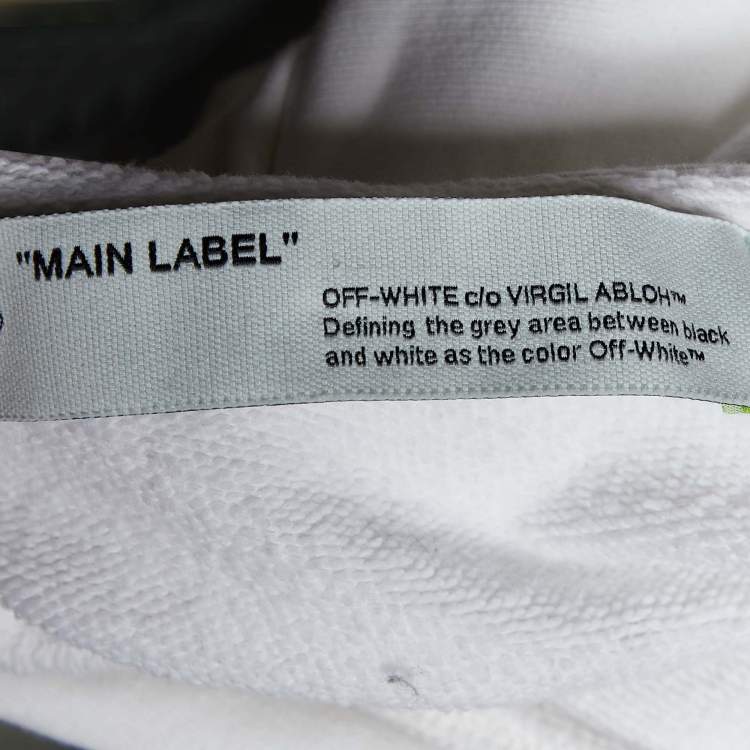 "MAIN LABEL"
OFF-WHITE c/o VIRGIL ABLOH™
Defining the grey area between black
and white as the color Off-White™